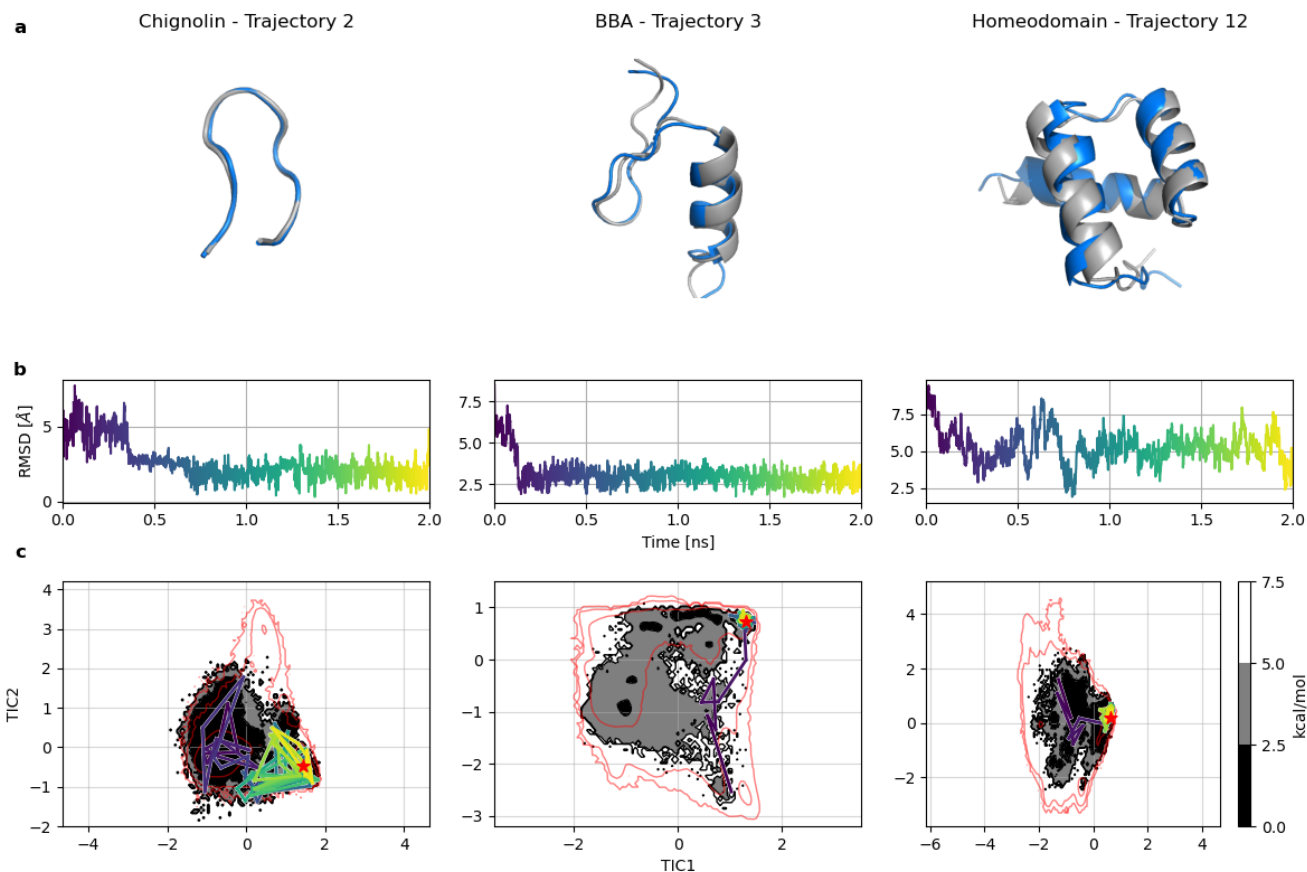 a
Chignolin - Trajectory 2
BBA - Trajectory 3
Homeodomain - Trajectory 12
b
RMSD [Å]
5
0
0.0 0.5 1.0 1.5 2.0
7.5
5.0
2.5
0.0 0.5 1.0 1.5 2.0
Time [ns]
7.5
5.0
2.5
0.0 0.5 1.0 1.5 2.0
c
TIC2
4
3
2
1
0
−1
−2
−4 −2 0 2 4
1
0
−1
−2
−3
−2 0 2
TIC1
4
2
0
−2
−6 −4 −2 0 2 4
7.5
5.0
2.5
0.0
kcal/mol